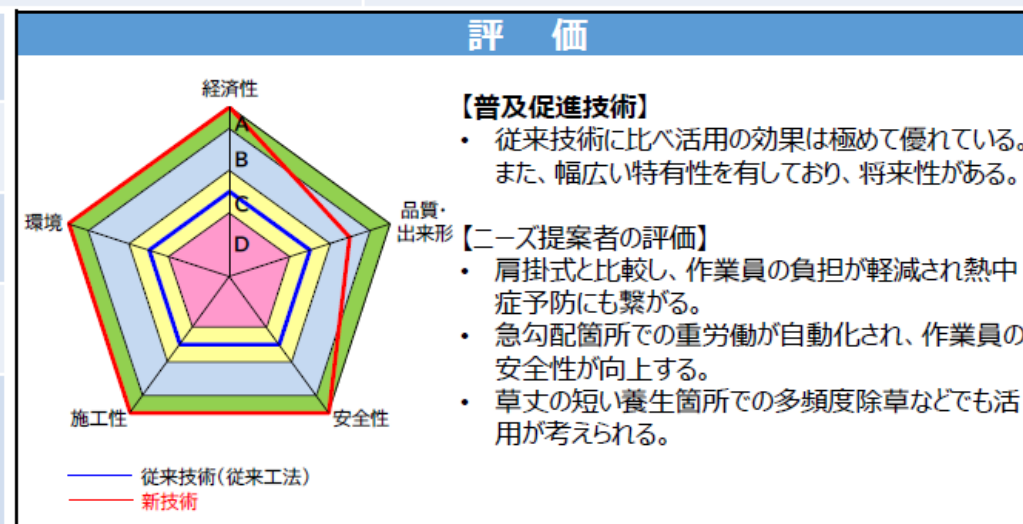 評 価
経済性
A
B
C
D
環境
品質・
出来形
施工性
安全性
従来技術(従来工法)
新技術
【普及促進技術】
• 従来技術に比べ活用の効果は極めて優れている。
また、幅広い特有性を有しており、将来性がある。
【ニーズ提案者の評価】
• 肩掛式と比較し、作業員の負担が軽減され熱中
症予防にも繋がる。
• 急勾配箇所での重労働が自動化され、作業員の
安全性が向上する。
• 草丈の短い養生箇所での多頻度除草などでも活
用が考えられる。